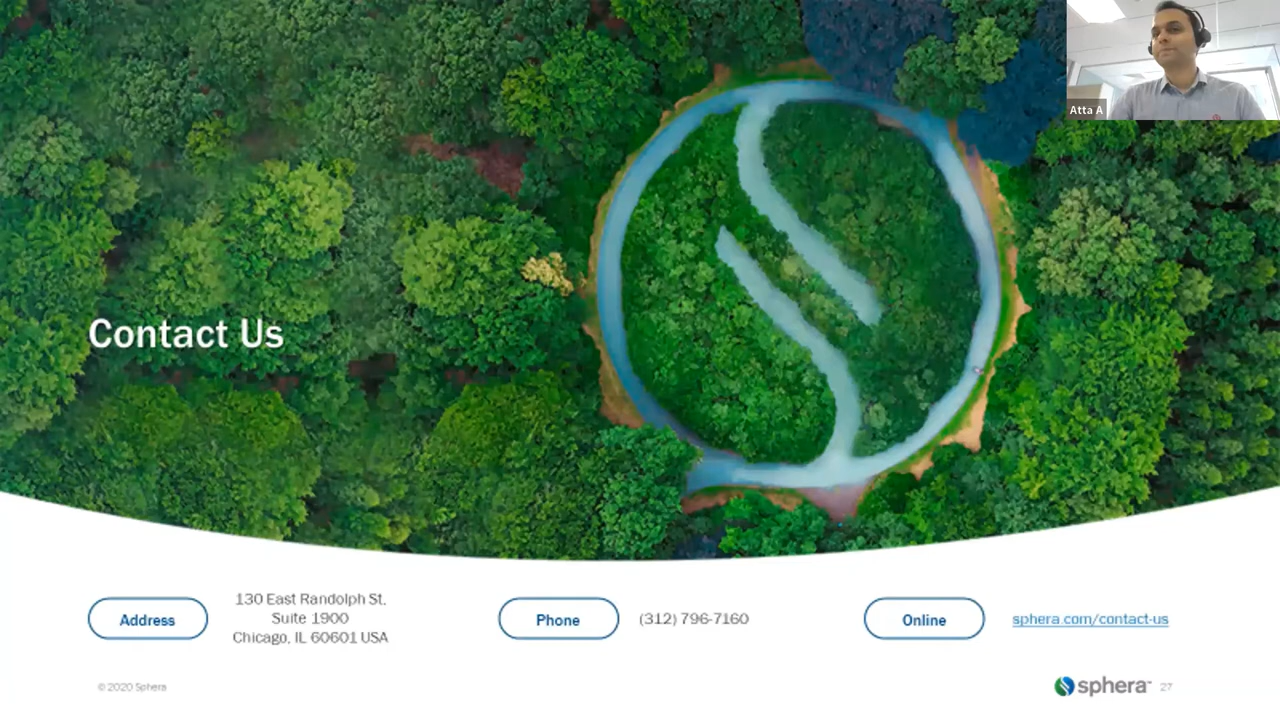 Atta A
Contact Us
Address
130 East Randolph St.
Suite 1900
Chicago, IL 60601 USA
Phone
(312) 796-7160
Online
sphera.com/contact-us
© 2020 Sphera
sphera™
27